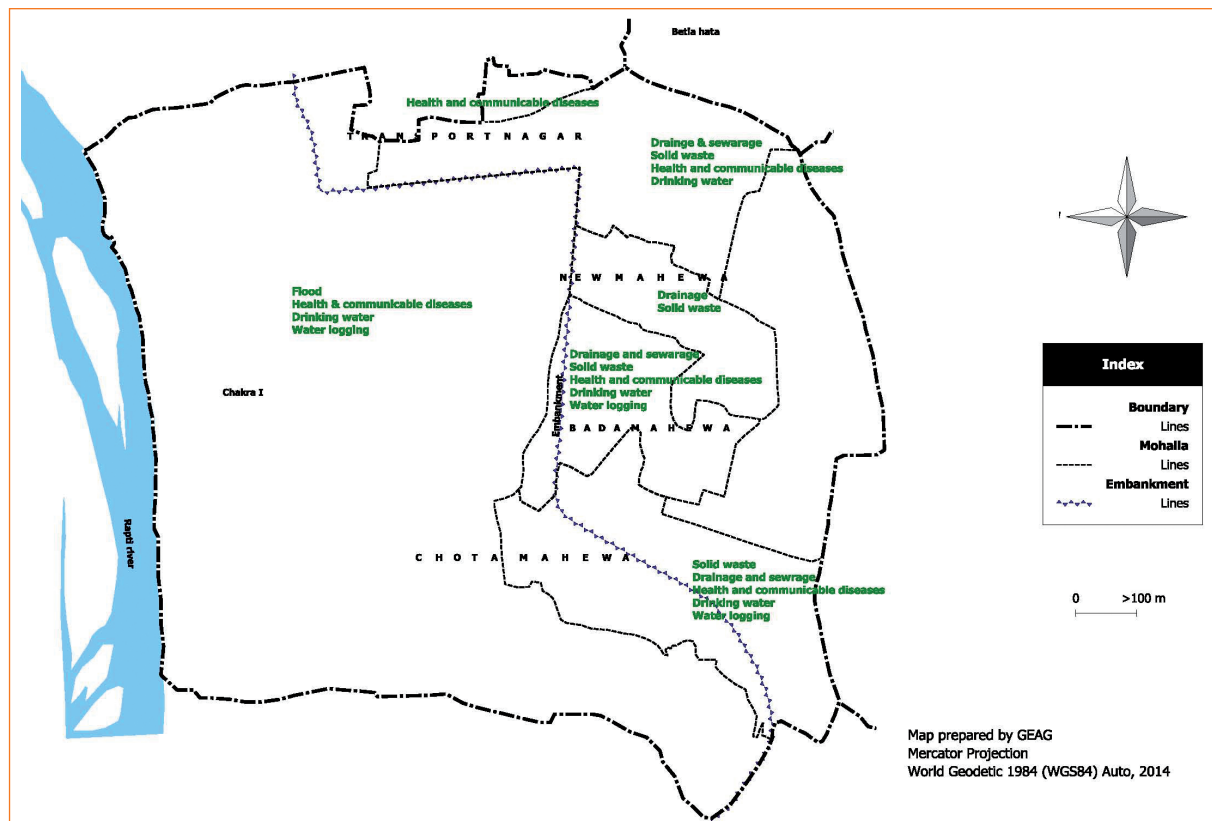 Betia hata
Health and communicable diseases
TRANSPORTNAGAR
Drainge & sewarage
Solid waste
Health and communicable diseases
Drinking water
NEWMAHEWA
Drainage
Solid waste
Flood
Health & communicable diseases
Drinking water
Water logging
Drainage and sewarage
Solid waste
Health and communicable diseases
Drinking water
Water logging
Embankment
Chakra I
BADAMAHEWA
Rapti river
CHOTA MAHEWA
Solid waste
Drainage and sewrage
Health and communicable diseases
Drinking water
Water logging
Index
Boundary
Lines
Mohalla
Lines
Embankment
Lines
0 >100 m
Map prepared by GEAG
Mercator Projection
World Geodetic 1984 (WGS84) Auto, 2014